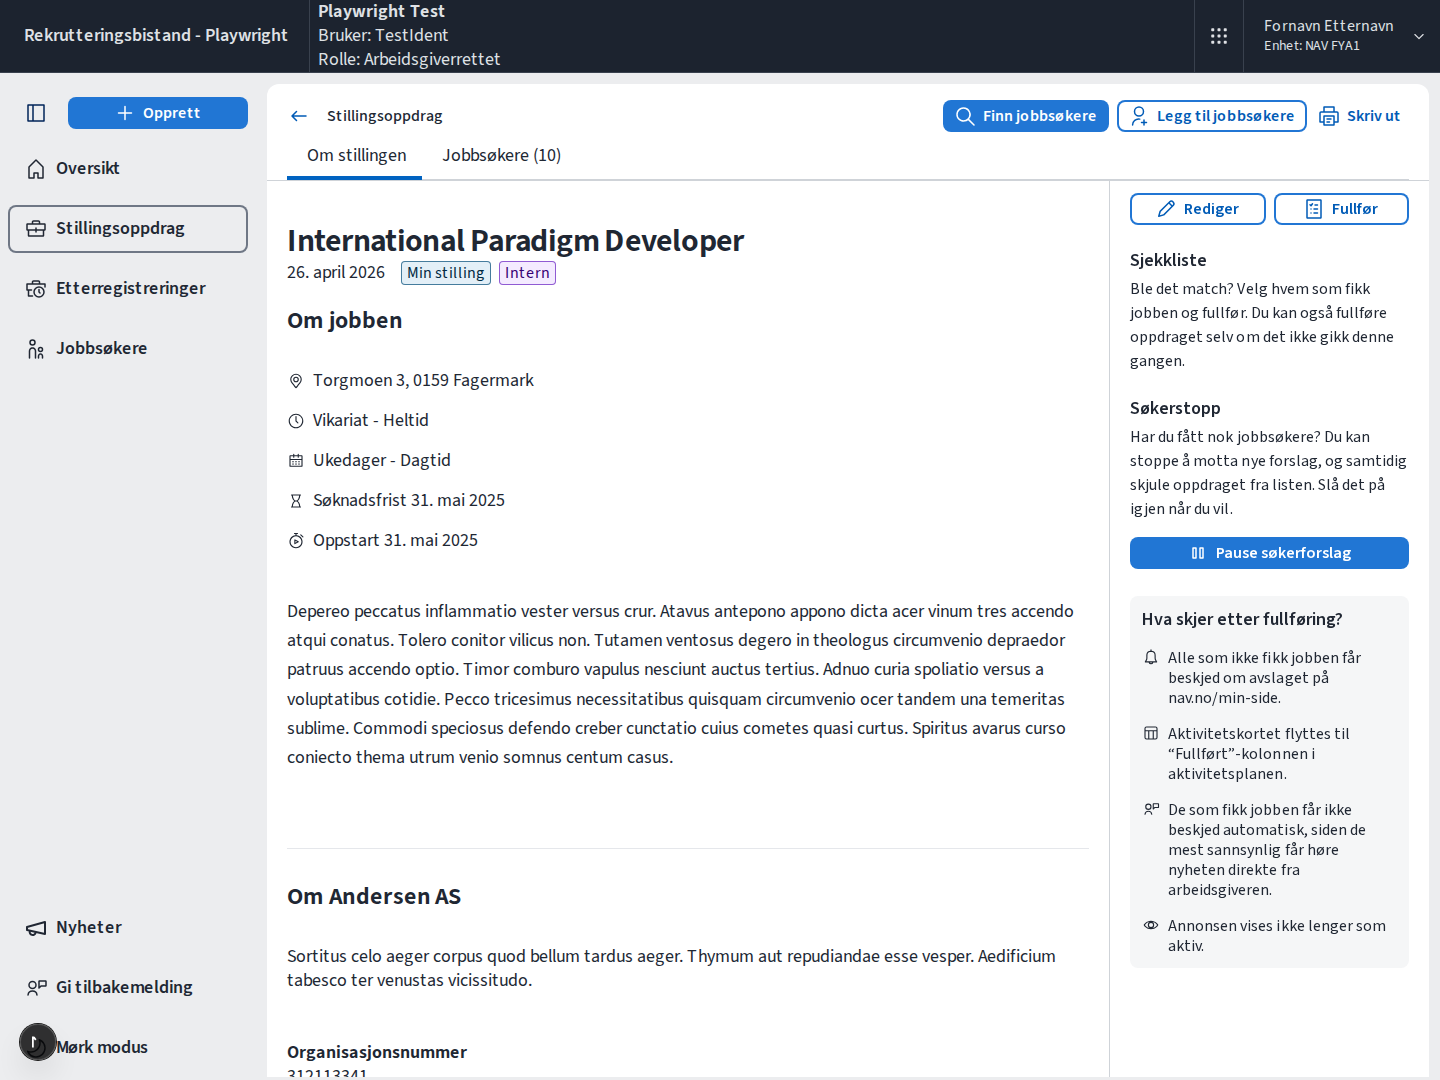 Rekrutteringsbistand - Playwright
Playwright Test
Bruker: TestIdent
Rolle: Arbeidsgiverrettet
Fornavn Etternavn
Enhet: NAV FYA1
Opprett
Oversikt
Stillingsoppdrag
Etterregistreringer
Jobbsøkere
Nyheter
Gi tilbakemelding
Mørk modus
Stillingsoppdrag
Finn jobbsøkere
Legg til jobbsøkere
Skriv ut
Om stillingen
Jobbsøkere (10)
International Paradigm Developer
26. april 2026
Min stilling
Intern
Om jobben
Torgmoen 3, 0159 Fagermark
Vikariat - Heltid
Ukedager - Dagtid
Søknadsfrist 31. mai 2025
Oppstart 31. mai 2025
Depereo peccatus inflammatio vester versus crur. Atavus antepono appono dicta acer vinum tres accendo
atqui conatus. Tolero conitor vilicus non. Tutamen ventosus degero in theologus circumvenio depraedor
patruus accendo optio. Timor comburo vapulus nesciunt auctus tertius. Adnuo curia spoliatio versus a
voluptatibus cotidie. Pecco tricesimus necessitatibus quisquam circumvenio ocer tandem una temeritas
sublime. Commodi speciosus defendo creber cunctatio cuius cometes quasi curtus. Spiritus avarus curso
coniecto thema utrum venio somnus centum casus.
Om Andersen AS
Sortitus celo aeger corpus quod bellum tardus aeger. Thymum aut repudiandae esse vesper. Aedificium
tabesco ter venustas vicissitudo.
Organisasjonsnummer
312113341
Rediger
Fullfør
Sjekkliste
Ble det match? Velg hvem som fikk
jobben og fullfør. Du kan også fullføre
oppdraget selv om det ikke gikk denne
gangen.
Søkerstopp
Har du fått nok jobbsøkere? Du kan
stoppe å motta nye forslag, og samtidig
skjule oppdraget fra listen. Slå det på
igjen når du vil.
Pause søkerforslag
Hva skjer etter fullføring?
Alle som ikke fikk jobben får
beskjed om avslaget på
nav.no/min-side.
Aktivitetskortet flyttes til
“Fullført”-kolonnen i
aktivitetsplanen.
De som fikk jobben får ikke
beskjed automatisk, siden de
mest sannsynlig får høre
nyheten direkte fra
arbeidsgiveren.
Annonsen vises ikke lenger som
aktiv.